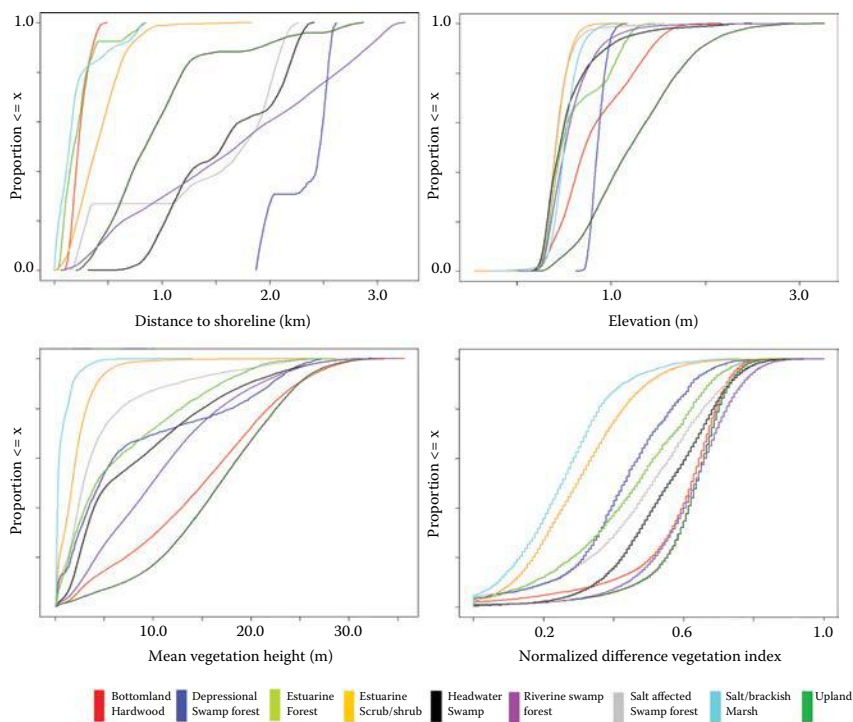 1.0
Proportion <= x
0.0
1.0 2.0 3.0
Distance to shoreline (km)
1.0
Proportion <= x
0.0
1.0 3.0
Elevation (m)
Proportion <= x
10.0 20.0 30.0
Mean vegetation height (m)
Proportion <= x
0.2 0.6 1.0
Normalized difference vegetation index
Bottomland Hardwood
Depressional Swamp forest
Estuarine Forest
Estuarine Scrub/shrub
Headwater Swamp
Riverine swamp forest
Salt affected Swamp forest
Salt/brackish Marsh
Upland